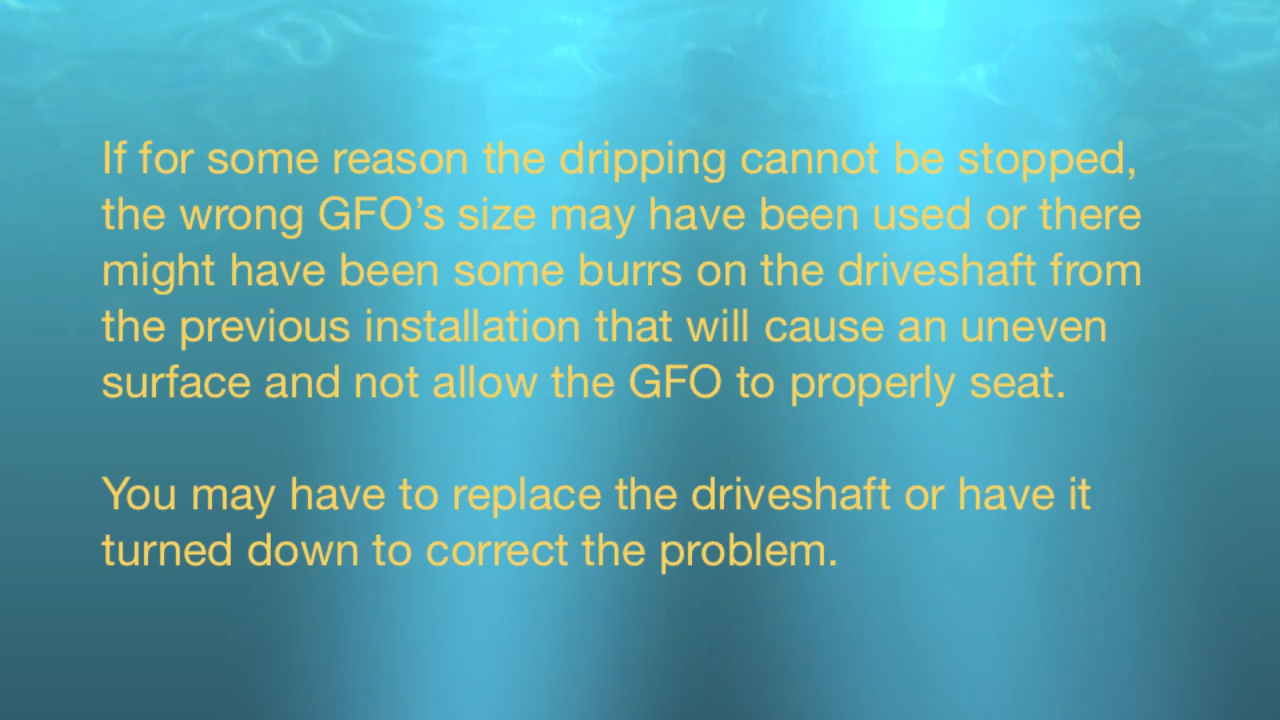 If for some reason the dripping cannot be stopped,
the wrong GFO’s size may have been used or there
might have been some burrs on the driveshaft from
the previous installation that will cause an uneven
surface and not allow the GFO to properly seat.
You may have to replace the driveshaft or have it
turned down to correct the problem.